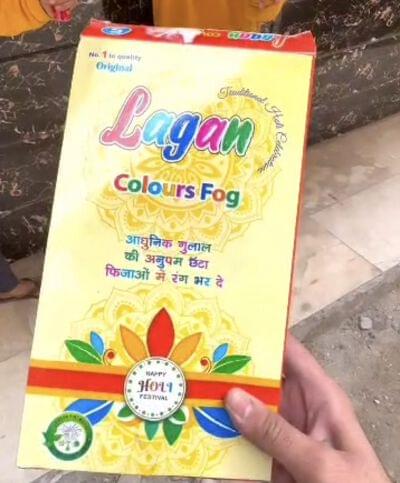 No. 1 in quality
Original
Traditional Holi Celebration
Lagan
Colours Fog
आधुनिक गुलाल
की अनुपम छटा
फिजाओं में रंग भर दे
HAPPY
HOLI
FESTIVAL